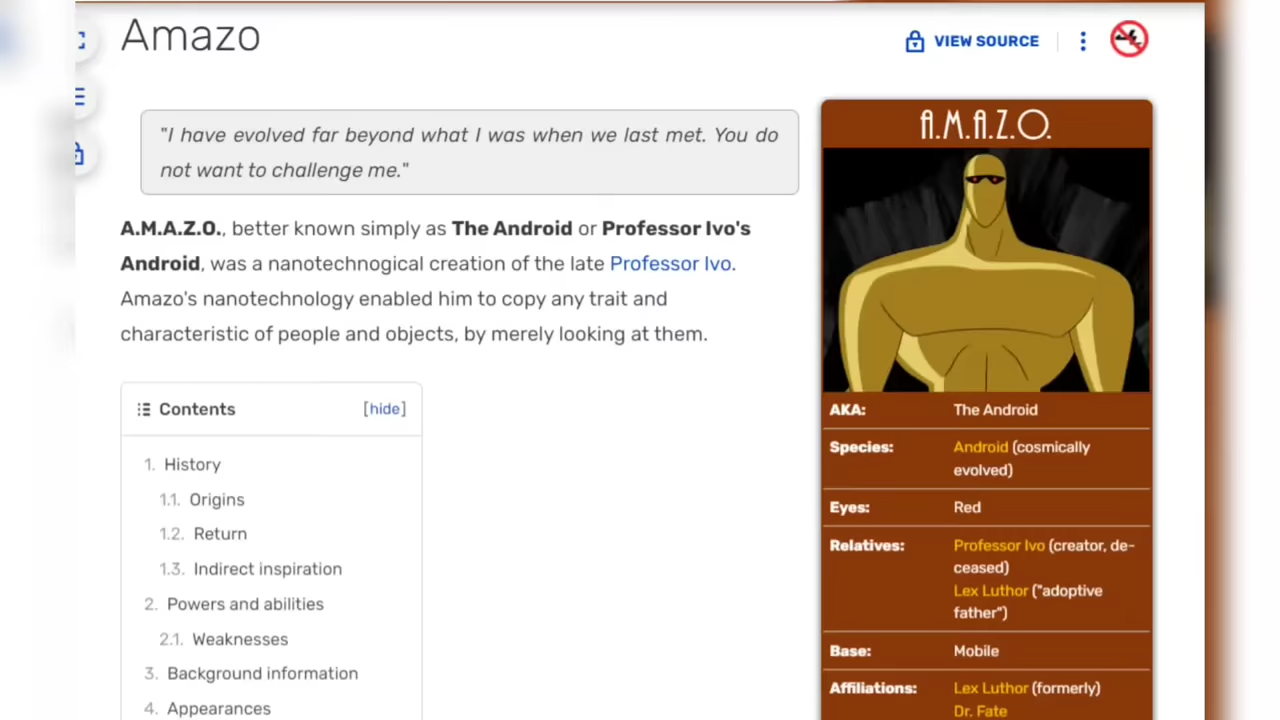 Amazo
VIEW SOURCE
"I have evolved far beyond what I was when we last met. You do
not want to challenge me."
A.M.A.Z.O., better known simply as The Android or Professor Ivo's
Android, was a nanotechnogical creation of the late Professor Ivo.
Amazo's nanotechnology enabled him to copy any trait and
characteristic of people and objects, by merely looking at them.
Contents [hide]
1. History
1.1. Origins
1.2. Return
1.3. Indirect inspiration
2. Powers and abilities
2.1. Weaknesses
3. Background information
4. Appearances
A.M.A.Z.O.
AKA: The Android
Species: Android (cosmically
evolved)
Eyes: Red
Relatives: Professor Ivo (creator, de-
ceased)
Lex Luthor ("adoptive
father")
Base: Mobile
Affiliations: Lex Luthor (formerly)
Dr. Fate